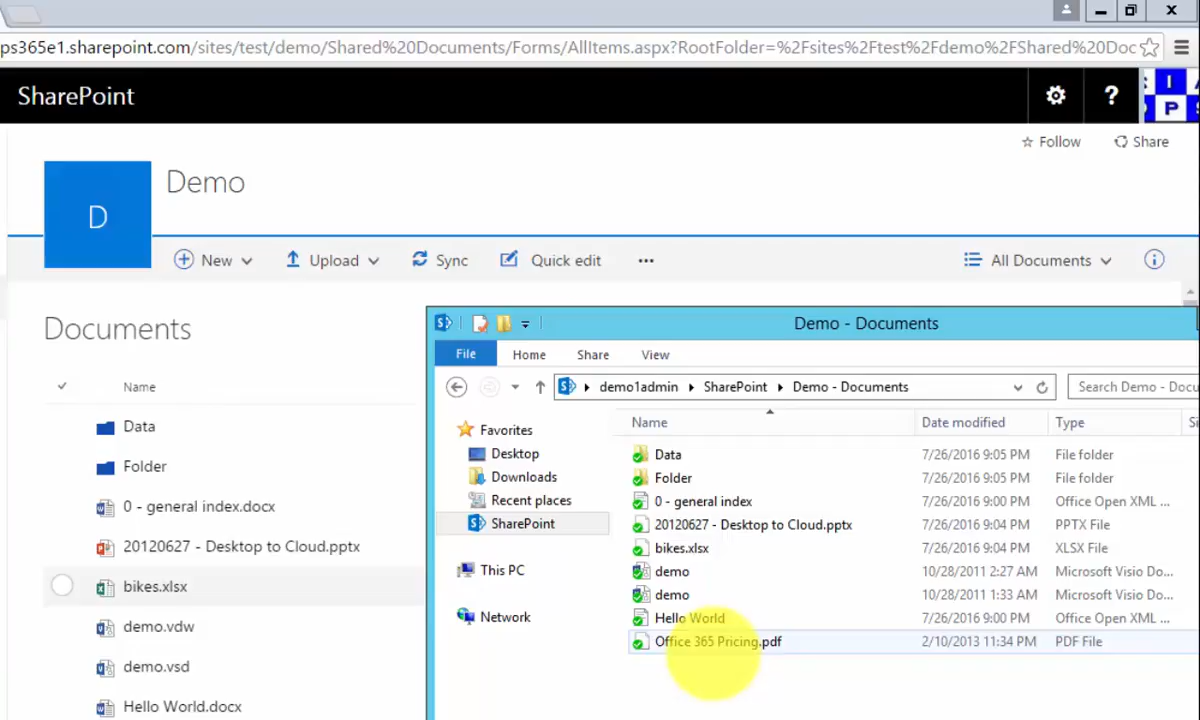 ps365e1.sharepoint.com/sites/test/demo/Shared%20Documents/Forms/AllItems.aspx?RootFolder=%2Fsites%2Ftest%2Fdemo%2FShared%20Doc
SharePoint
?
I
P S
Follow
Share
D
Demo
New
Upload
Sync
Quick edit
...
All Documents
Documents
Name
Data
Folder
0 - general index.docx
20120627 - Desktop to Cloud.pptx
bikes.xlsx
demo.vdw
demo.vsd
Hello World.docx
Demo - Documents
File
Home
Share
View
demo1admin
SharePoint
Demo - Documents
Search Demo - Docu
Favorites
Desktop
Downloads
Recent places
SharePoint
This PC
Network
Name Date modified Type Si
Data 7/26/2016 9:05 PM File folder
Folder 7/26/2016 9:05 PM File folder
0 - general index 7/26/2016 9:00 PM Office Open XML ...
20120627 - Desktop to Cloud.pptx 7/26/2016 9:04 PM PPTX File
bikes.xlsx 7/26/2016 9:04 PM XLSX File
demo 10/28/2011 2:27 AM Microsoft Visio Do...
demo 10/28/2011 1:33 AM Microsoft Visio Do...
Hello World 7/26/2016 9:00 PM Office Open XML ...
Office 365 Pricing.pdf 2/10/2013 11:34 PM PDF File